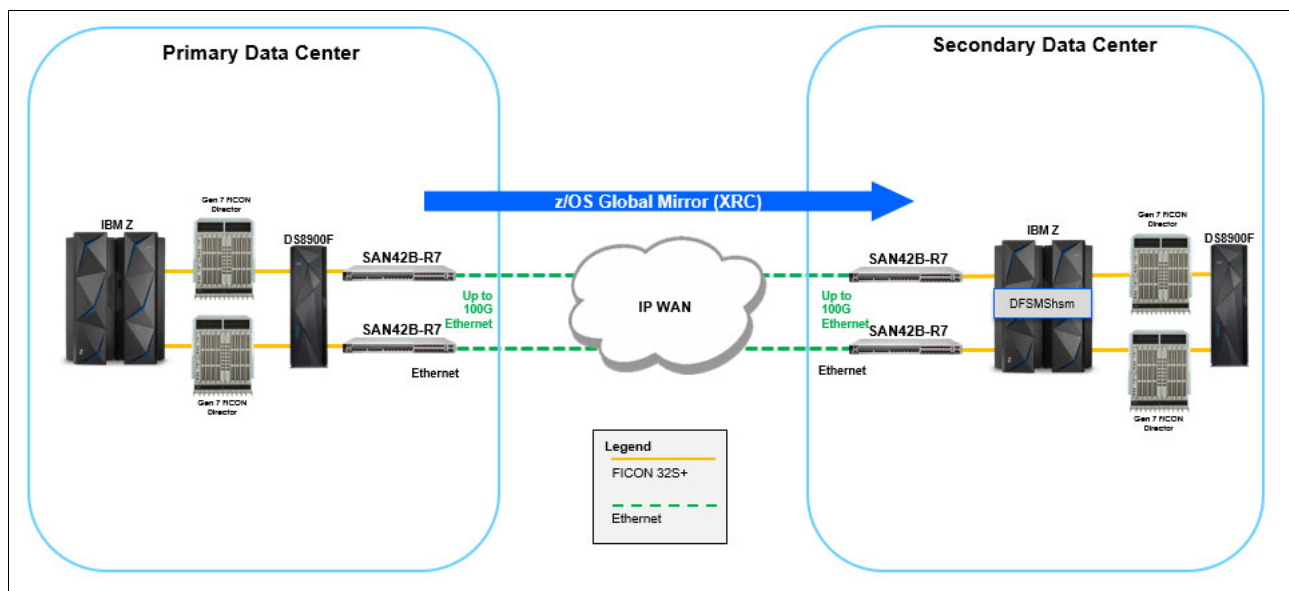 Primary Data Center
Secondary Data Center
z/OS Global Mirror (XRC)
Gen 7 FICON
Director
IBM Z
DS8900F
SAN42B-R7
SAN42B-R7
Up to
100G
Ethernet
Ethernet
Gen 7 FICON
Director
IP WAN
SAN42B-R7
Up to
100G
Ethernet
SAN42B-R7
Ethernet
IBM Z
DFSMShsm
Gen 7 FICON
Director
DS8900F
Gen 7 FICON
Director
Legend
FICON 32S+
Ethernet